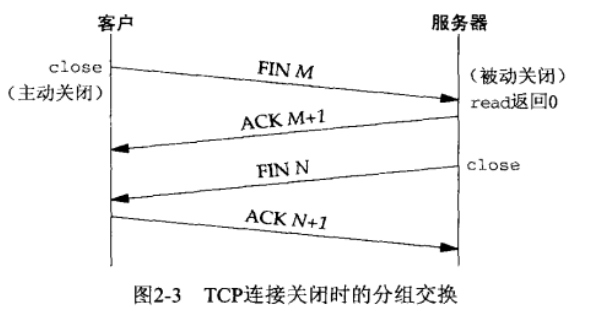 客户
服务器
close
(主动关闭)
FIN M
(被动关闭)
read返回0
ACK M+1
FIN N
close
ACK N+1
图2-3 TCP连接关闭时的分组交换